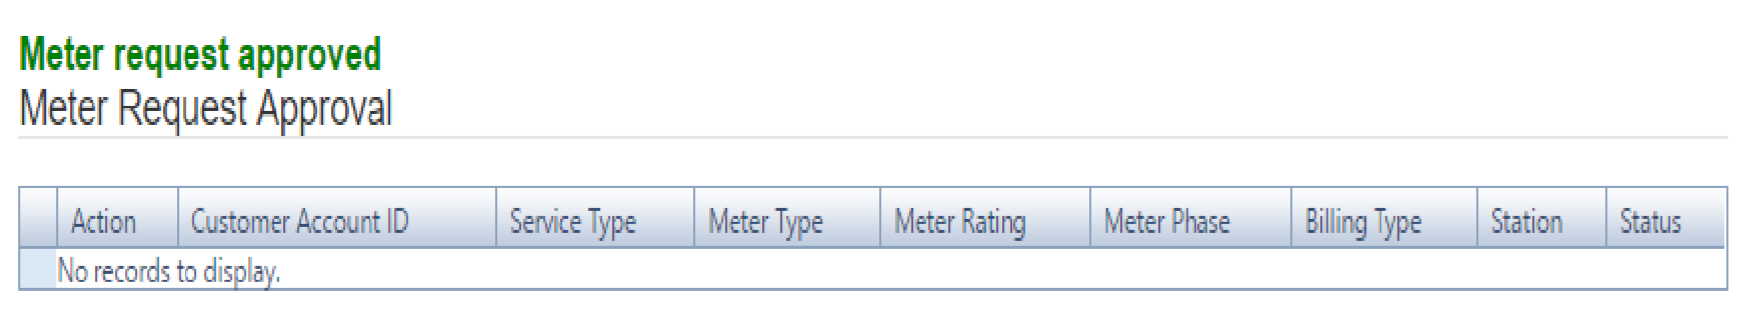 Meter request approved
Meter Request Approval
Action Customer Account ID Service Type Meter Type Meter Rating Meter Phase Billing Type Station Status
No records to display.